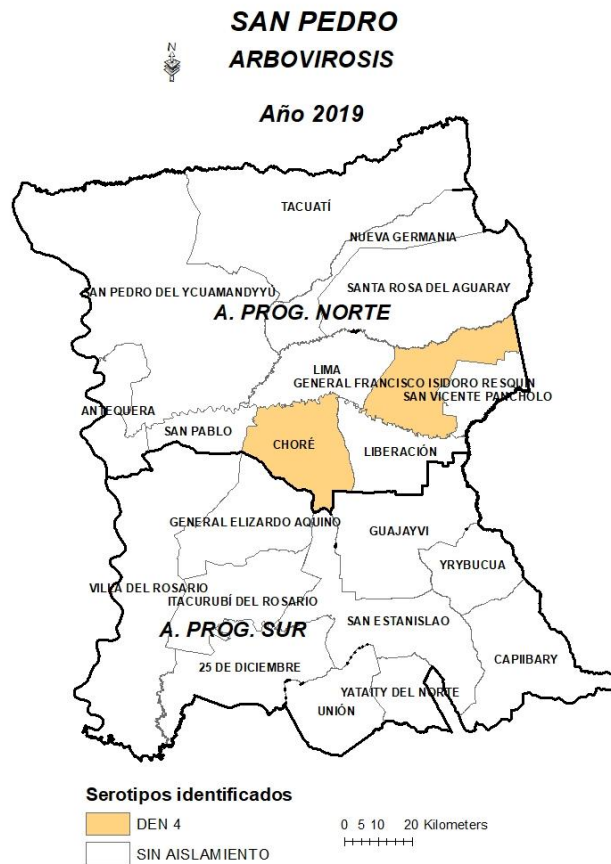 SAN PEDRO
ARBOVIROSIS
N
Año 2019
TACUATÍ
NUEVA GERMANIA
SAN PEDRO DEL YCUAMANDYYÚ
SANTA ROSA DEL AGUARAY
A. PROG. NORTE
LIMA
GENERAL FRANCISCO ISIDORO RESQUIN
SAN VICENTE PANCHOLO
ANTEQUERA
SAN PABLO
CHORÉ
LIBERACIÓN
GENERAL ELIZARDO AQUINO
GUAJAYVI
YRYBUCUA
VILLA DEL ROSARIO
ITACURUBÍ DEL ROSARIO
SAN ESTANISLAO
A. PROG. SUR
CAPIIBARY
25 DE DICIEMBRE
YATAITY DEL NORTE
UNIÓN
Serotipos identificados
DEN 4
SIN AISLAMIENTO
0 5 10 20 Kilometers